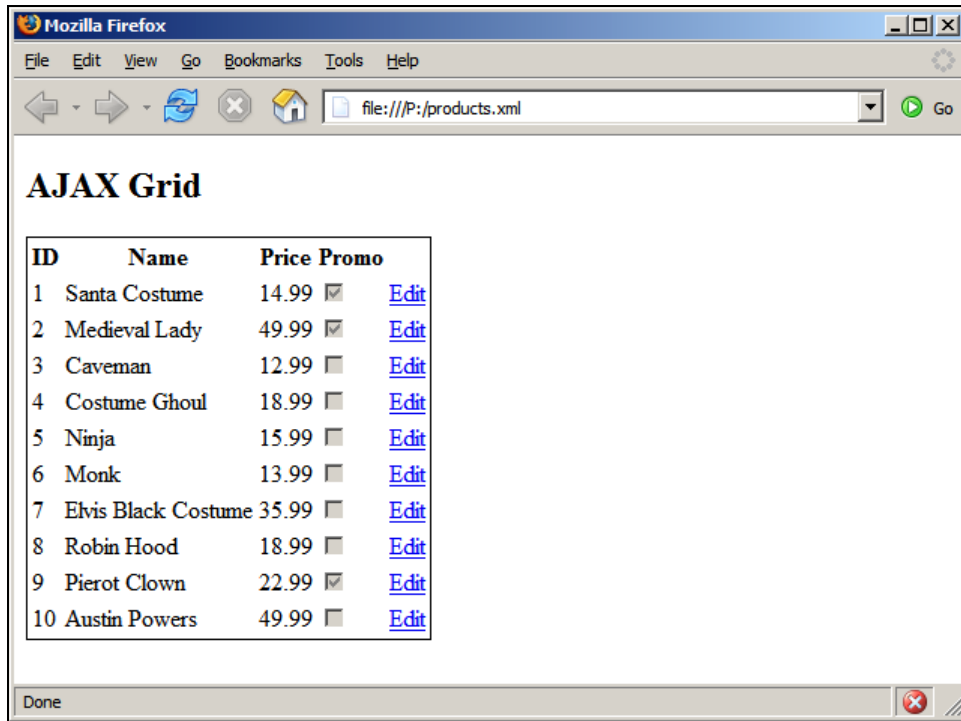 Mozilla Firefox
File Edit View Go Bookmarks Tools Help
file:///P:/products.xml Go
AJAX Grid
ID Name Price Promo
1 Santa Costume 14.99 Edit
2 Medieval Lady 49.99 Edit
3 Caveman 12.99 Edit
4 Costume Ghoul 18.99 Edit
5 Ninja 15.99 Edit
6 Monk 13.99 Edit
7 Elvis Black Costume 35.99 Edit
8 Robin Hood 18.99 Edit
9 Pierot Clown 22.99 Edit
10 Austin Powers 49.99 Edit
Done